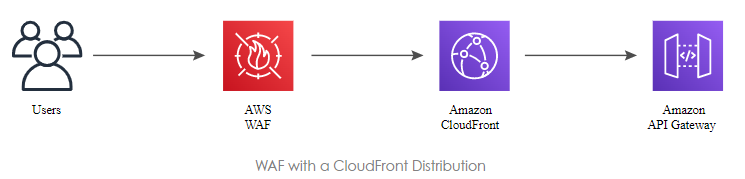 Users
AWS
WAF
Amazon
CloudFront
Amazon
API Gateway
WAF with a CloudFront Distribution